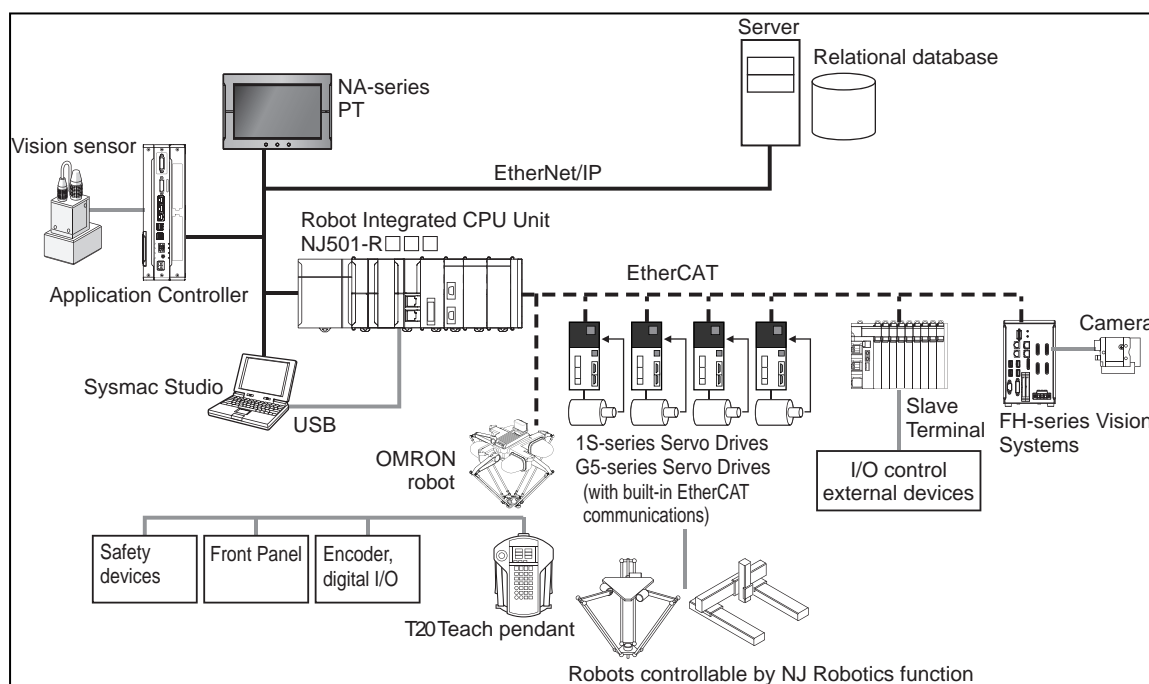 Server
Relational database
NA-series
PT
Vision sensor
EtherNet/IP
Robot Integrated CPU Unit
NJ501-R□□□
Application Controller
EtherCAT
Camera
Sysmac Studio
USB
Slave
Terminal
FH-series Vision
Systems
OMRON
robot
1S-series Servo Drives
G5-series Servo Drives
(with built-in EtherCAT
communications)
I/O control
external devices
Safety
devices
Front Panel
Encoder,
digital I/O
T20 Teach pendant
Robots controllable by NJ Robotics function